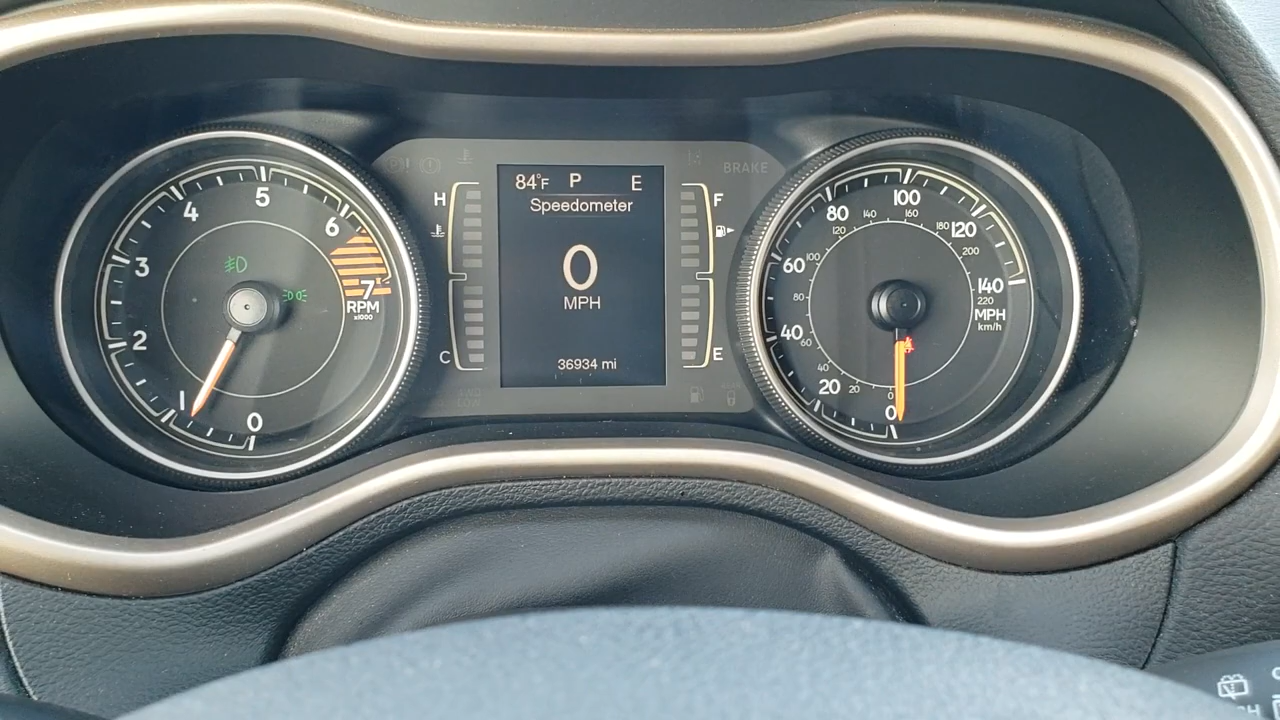 5
4
6
3
7
RPM
x1000
2
1
0
BRAKE
84°F P E
Speedometer
0
MPH
36934 mi
H
C
F
E
100
80
120
60
140
40
20
0
140 160
120 180
100 200
80 220
60
40
20
0
MPH
km/h